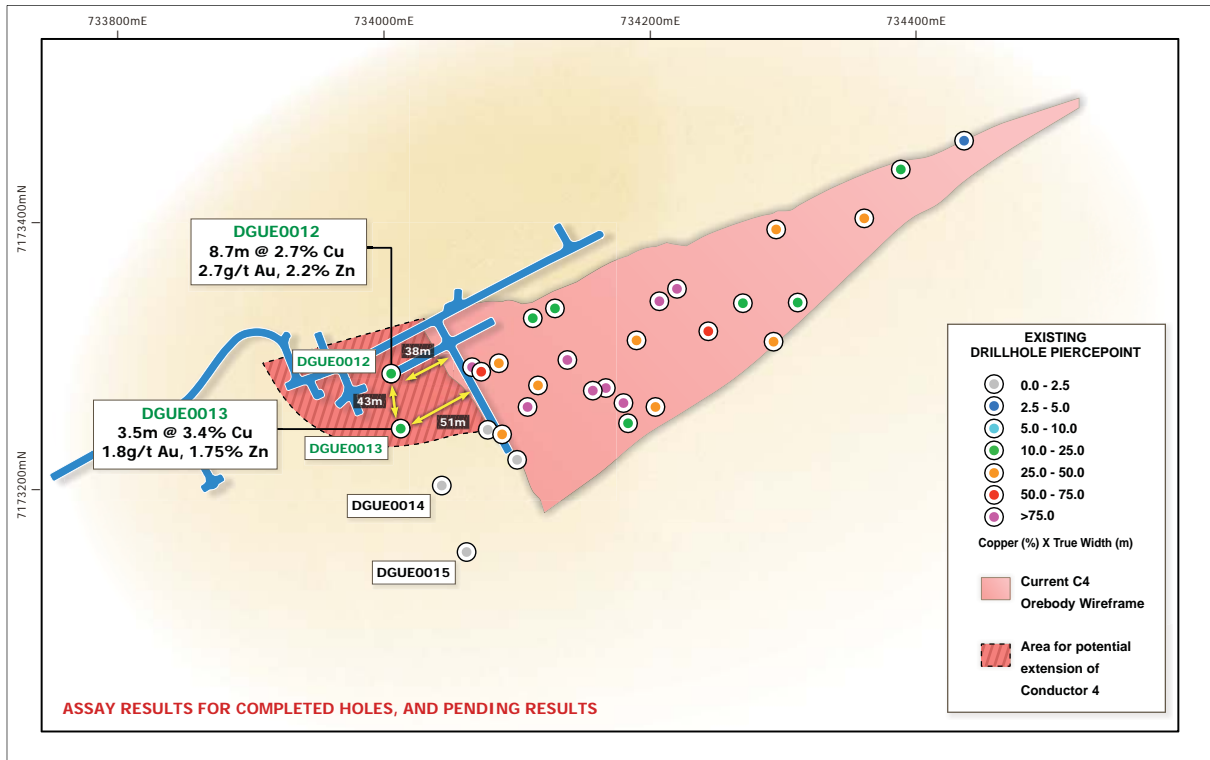 733800mE
734000mE
734200mE
734400mE
7173400mN
7173200mN
DGUE0012
8.7m @ 2.7% Cu
2.7g/t Au, 2.2% Zn
DGUE0012
38m
43m
51m
DGUE0013
3.5m @ 3.4% Cu
1.8g/t Au, 1.75% Zn
DGUE0013
DGUE0014
DGUE0015
EXISTING
DRILLHOLE PIERCEPOINT
0.0 - 2.5
2.5 - 5.0
5.0 - 10.0
10.0 - 25.0
25.0 - 50.0
50.0 - 75.0
>75.0
Copper (%) X True Width (m)
Current C4
Orebody Wireframe
Area for potential
extension of
Conductor 4
ASSAY RESULTS FOR COMPLETED HOLES, AND PENDING RESULTS